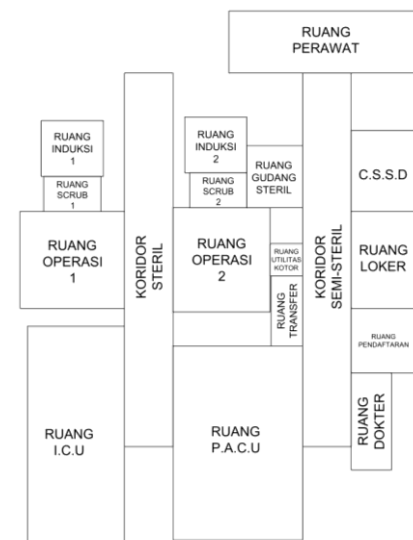 RUANG
PERAWAT
RUANG
INDUKSI
1
RUANG
INDUKSI
2
RUANG
GUDANG
STERIL
C.S.S.D
RUANG
SCRUB
1
RUANG
SCRUB
2
RUANG
OPERASI
1
KORIDOR
STERIL
RUANG
OPERASI
2
RUANG
UTILITAS
KOTOR
KORIDOR
SEMI-STERIL
RUANG
LOKER
RUANG
TRANSFER
RUANG
PENDAFTARAN
RUANG
DOKTER
RUANG
I.C.U
RUANG
P.A.C.U